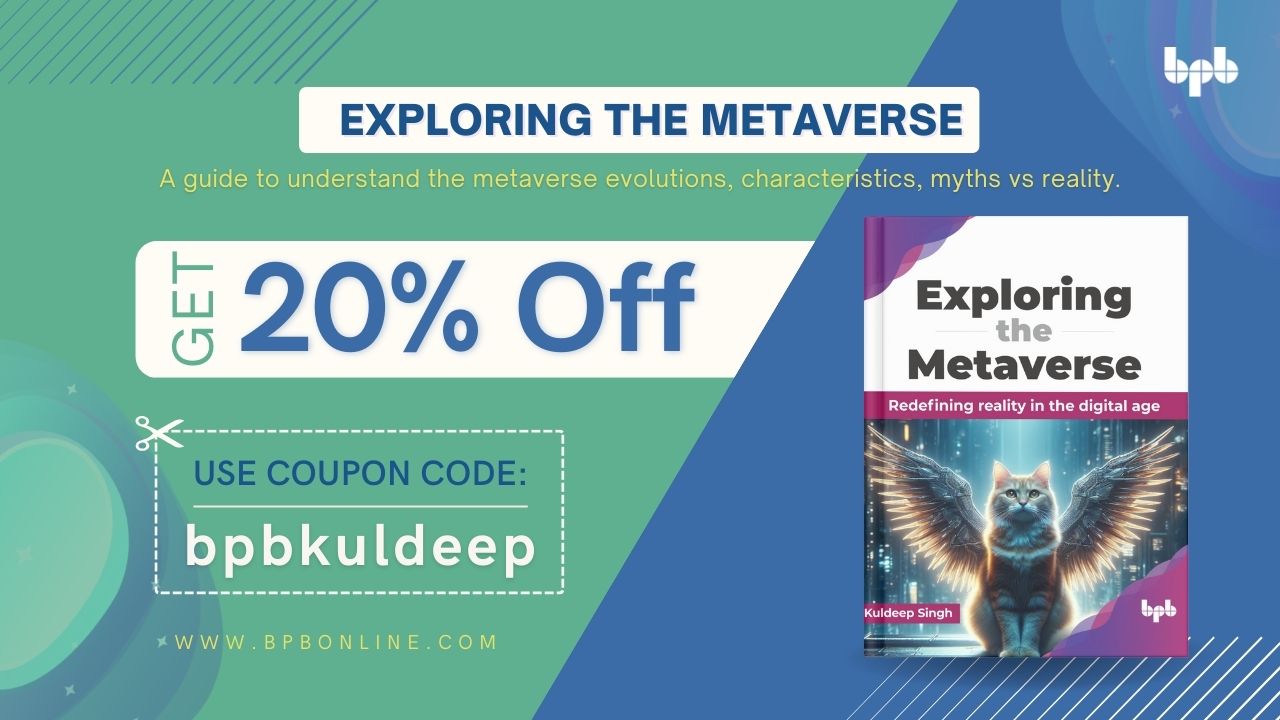 bpb
EXPLORING THE METAVERSE
A guide to understand the metaverse evolutions, characteristics, myths vs reality.
GET
20% Off
USE COUPON CODE:
bpbkuldeep
WWW.BPBONLINE.COM
Exploring
the
Metaverse
Redefining reality in the digital age
Kuldeep Singh
bpb